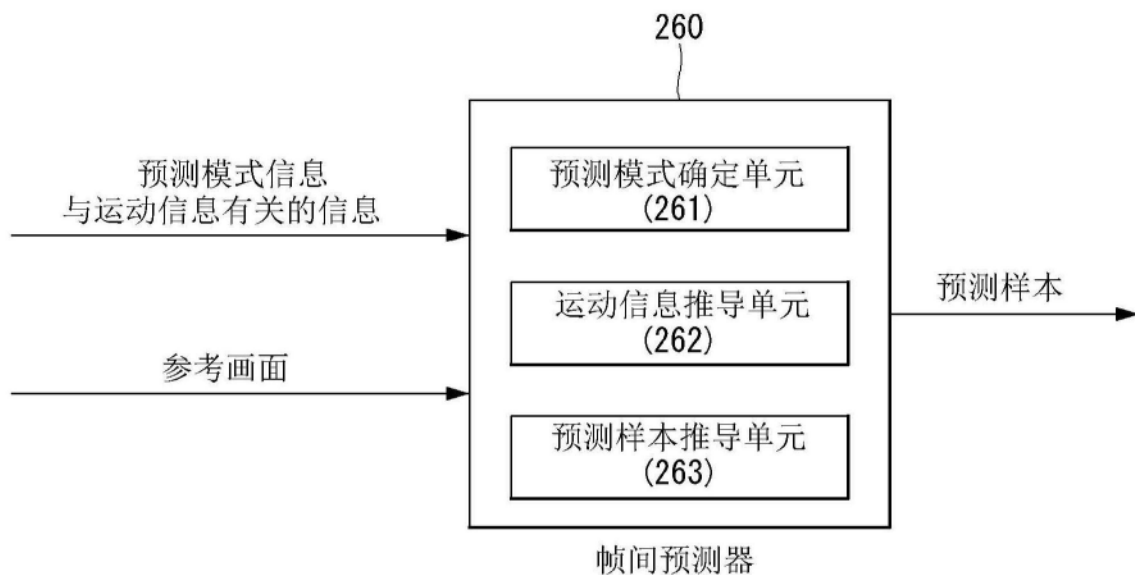 260
预测模式信息
与运动信息有关的信息
参考画面
预测模式确定单元
(261)
运动信息推导单元
(262)
预测样本推导单元
(263)
预测样本
帧间预测器